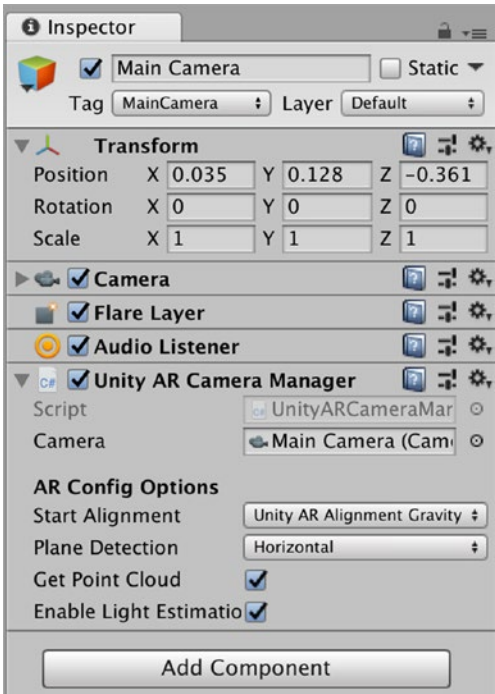 Inspector
Main Camera Static
Tag MainCamera Layer Default
Transform
Position X 0.035 Y 0.128 Z -0.361
Rotation X 0 Y 0 Z 0
Scale X 1 Y 1 Z 1
Camera
Flare Layer
Audio Listener
C# Unity AR Camera Manager
Script UnityARCameraMar
Camera Main Camera (Cam
AR Config Options
Start Alignment Unity AR Alignment Gravity
Plane Detection Horizontal
Get Point Cloud
Enable Light Estimatio
Add Component